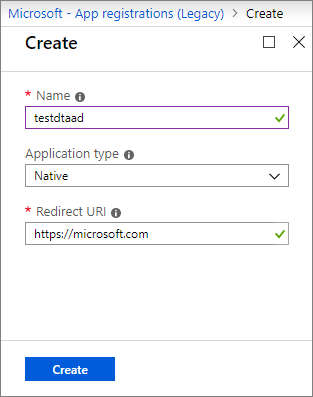 Microsoft - App registrations (Legacy) > Create
Create
* Name
testdtaad
Application type
Native
* Redirect URI
https://microsoft.com
Create